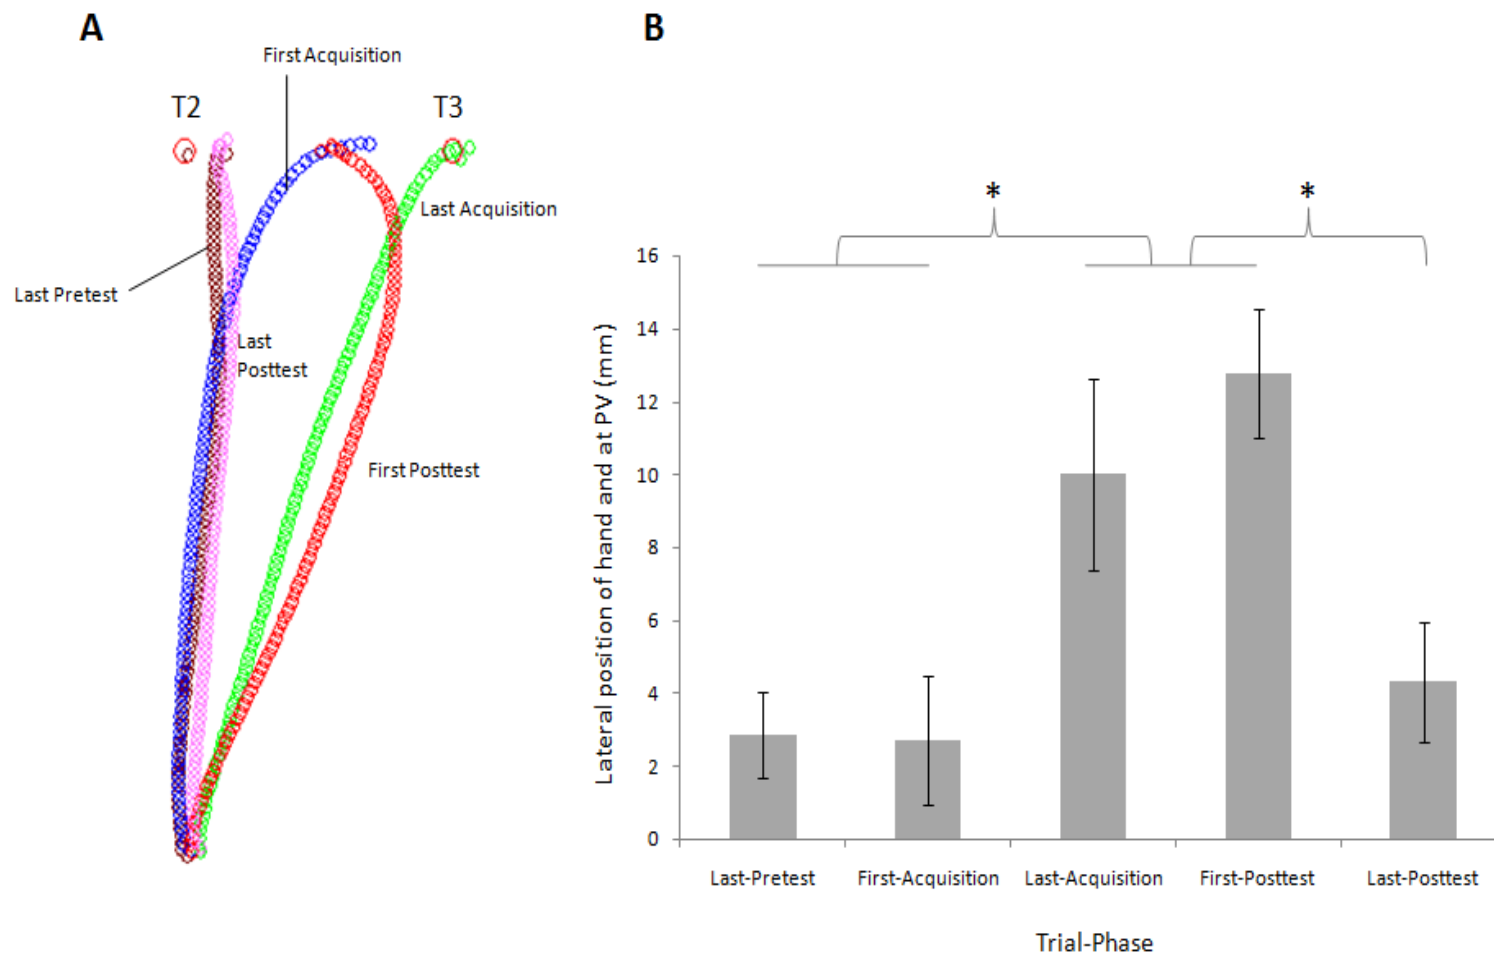 A
First Acquisition
T2
T3
Last Acquisition
Last Pretest
Last
Posttest
First Posttest
B
*
*
Lateral position of hand and at PV (mm)
16
14
12
10
8
6
4
2
0
Last-Pretest
First-Acquisition
Last-Acquisition
First-Posttest
Last-Posttest
Trial-Phase